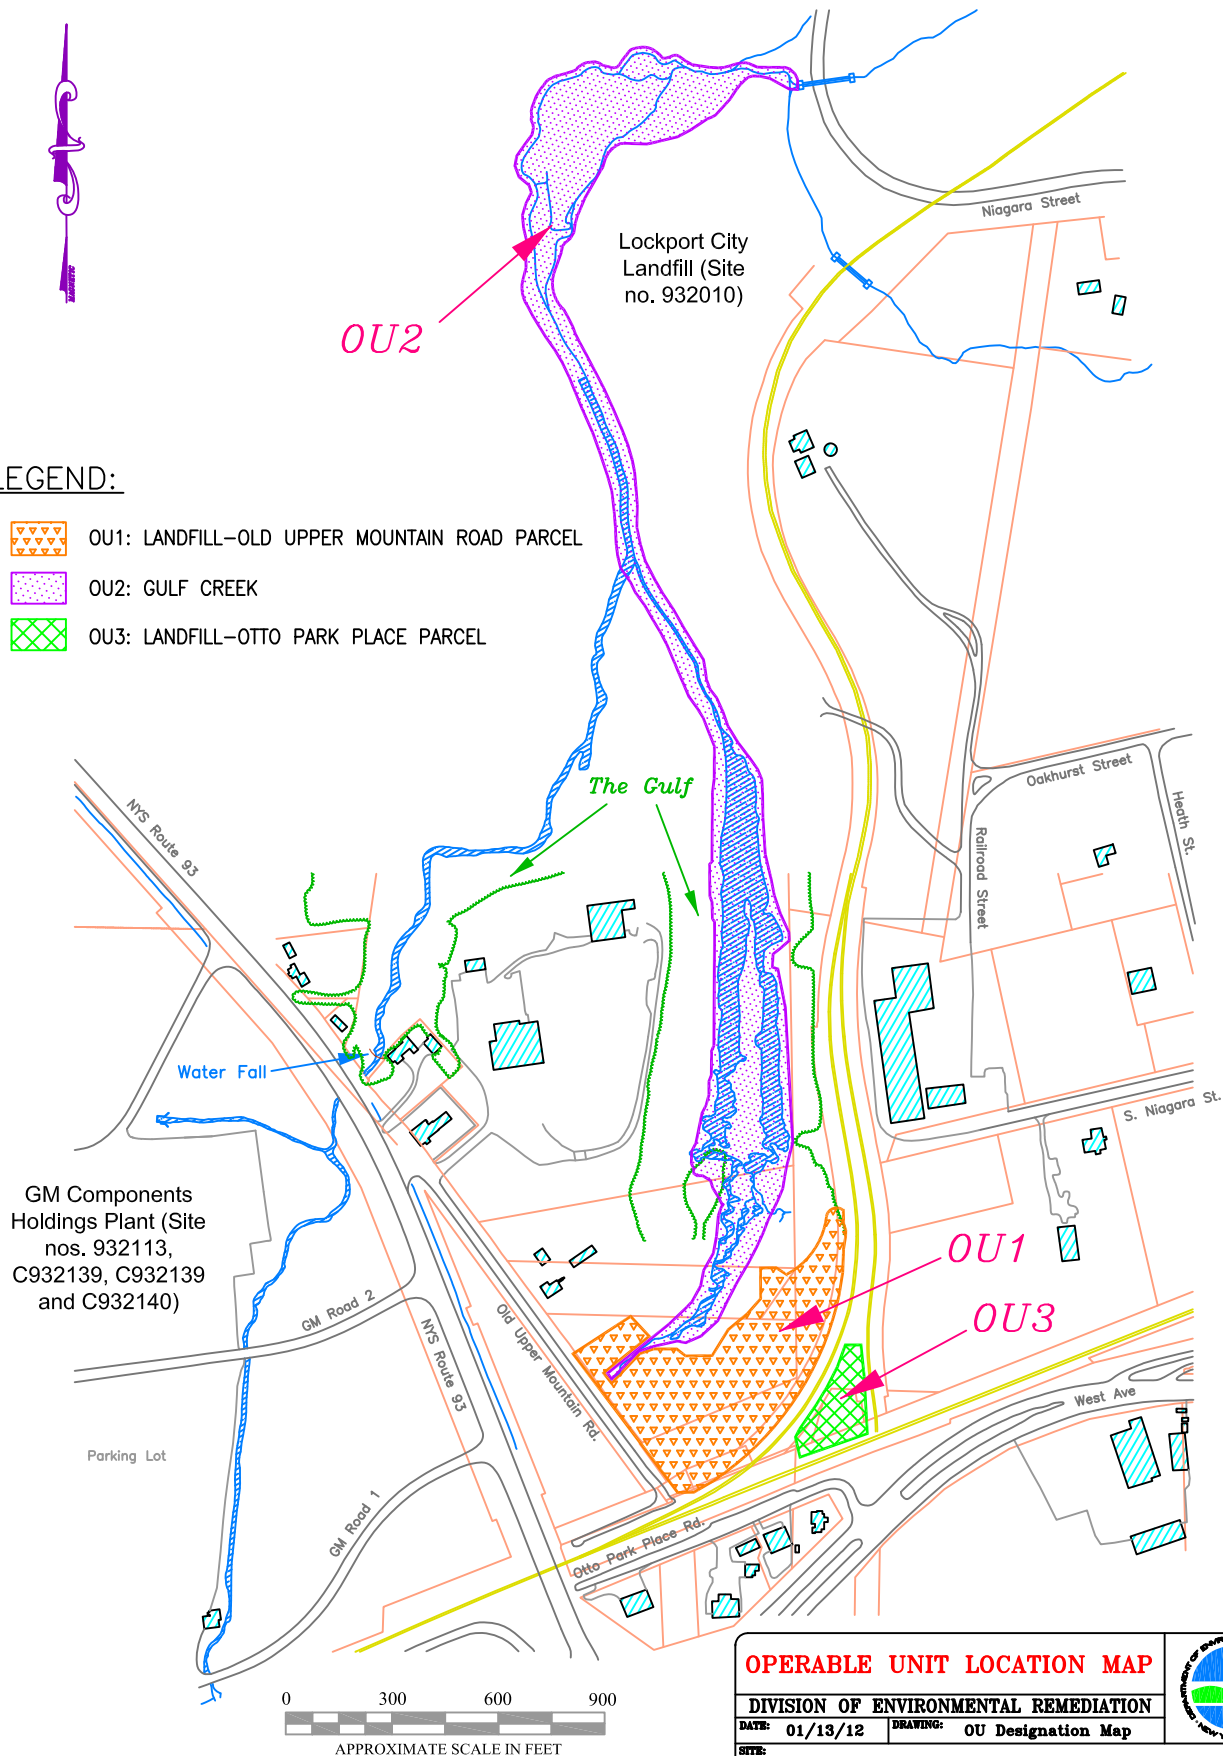 Niagara Street
Lockport City
Landfill (Site
no. 932010)
OU2
LEGEND:
OU1: LANDFILL-OLD UPPER MOUNTAIN ROAD PARCEL
OU2: GULF CREEK
OU3: LANDFILL-OTTO PARK PLACE PARCEL
The Gulf
Oakhurst Street
Heath St.
Railroad Street
NYS Route 93
Water Fall
S. Niagara St.
GM Components
Holdings Plant (Site
nos. 932113,
C932139, C932139
and C932140)
OU1
OU3
GM Road 2
NYS Route 93
Old Upper Mountain Rd.
West Ave
Parking Lot
GM Road 1
Otto Park Place Rd.
0 300 600 900
APPROXIMATE SCALE IN FEET
OPERABLE UNIT LOCATION MAP
DIVISION OF ENVIRONMENTAL REMEDIATION
DATE: 01/13/12 DRAWING: OU Designation Map
SITE: